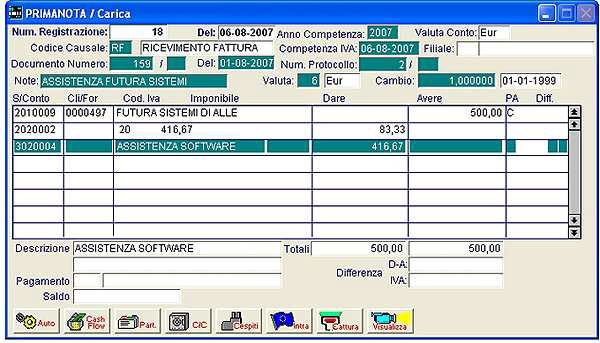 PRIMANOTA / Carica
Num. Registrazione: 18 Del: 06-08-2007 Anno Competenza: 2007 Valuta Conto: Eur
Codice Causale: RF RICEVIMENTO FATTURA Competenza IVA: 06-08-2007 Filiale:
Documento Numero: 159 / Del: 01-08-2007 Num. Protocollo: 2 /
Note: ASSISTENZA FUTURA SISTEMI Valuta: 6 Eur Cambio: 1,000000 01-01-1999
S/Conto Cli/For Cod. Iva Imponibile Dare Avere PA Diff.
2010009 0000497 FUTURA SISTEMI DI ALLE 500,00 C
2020002 20 416,67 83,33
3020004 ASSISTENZA SOFTWARE 416,67
Descrizione ASSISTENZA SOFTWARE Totali 500,00 500,00
Differenza D-A:
Pagamento IVA:
Saldo
Auto Cash Flow Part. C/C Cespiti Intra Cattura Visualizza